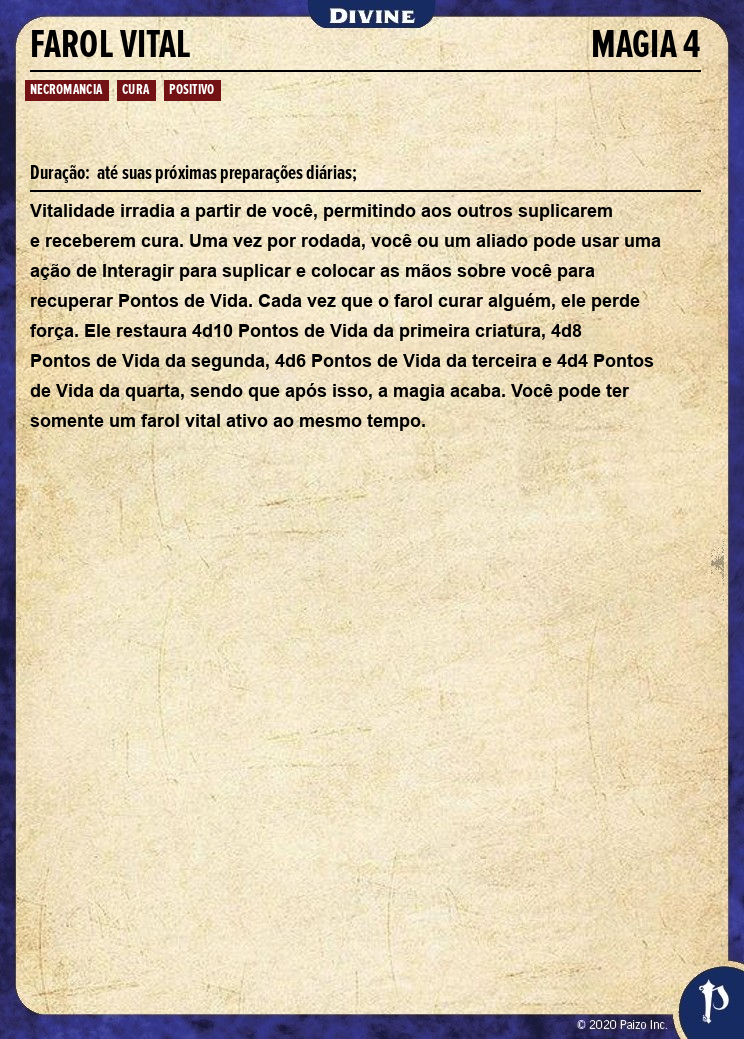 DIVINE
FAROL VITAL MAGIA 4
NECROMANCIA CURA POSITIVO
Duração: até suas próximas preparações diárias;
Vitalidade irradia a partir de você, permitindo aos outros suplicarem
e receberem cura. Uma vez por rodada, você ou um aliado pode usar uma
ação de Interagir para suplicar e colocar as mãos sobre você para
recuperar Pontos de Vida. Cada vez que o farol curar alguém, ele perde
força. Ele restaura 4d10 Pontos de Vida da primeira criatura, 4d8
Pontos de Vida da segunda, 4d6 Pontos de Vida da terceira e 4d4 Pontos
de Vida da quarta, sendo que após isso, a magia acaba. Você pode ter
somente um farol vital ativo ao mesmo tempo.
© 2020 Paizo Inc.
P